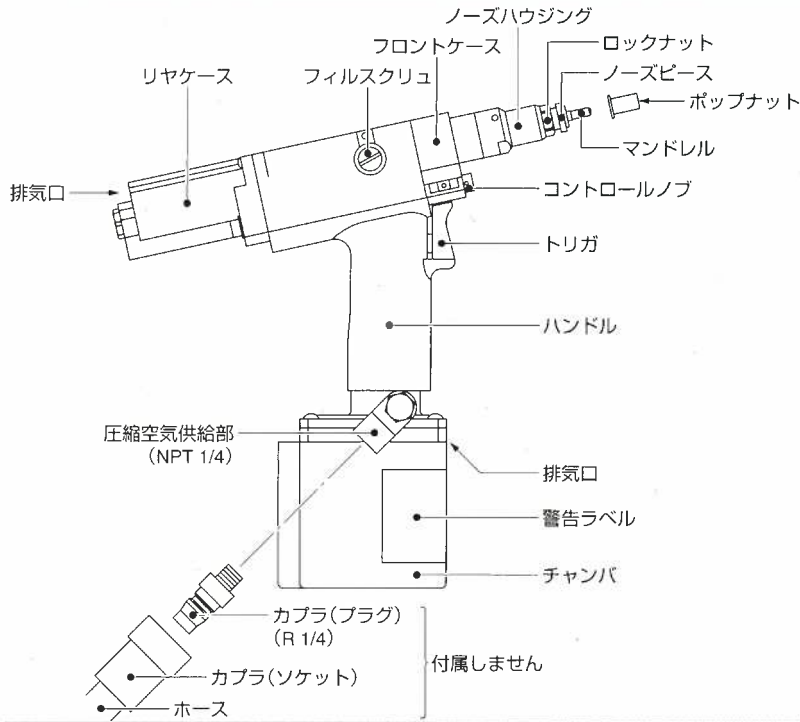 ノーズハウジング
フロントケース
ロックナット
リヤケース
フィルスクリュ
ノーズピース
ポップナット
マンドレル
排気口
コントロールノブ
トリガ
ハンドル
圧縮空気供給部
(NPT 1/4)
排気口
警告ラベル
チャンバ
カプラ(プラグ)
(R 1/4)
付属しません
カプラ(ソケット)
ホース